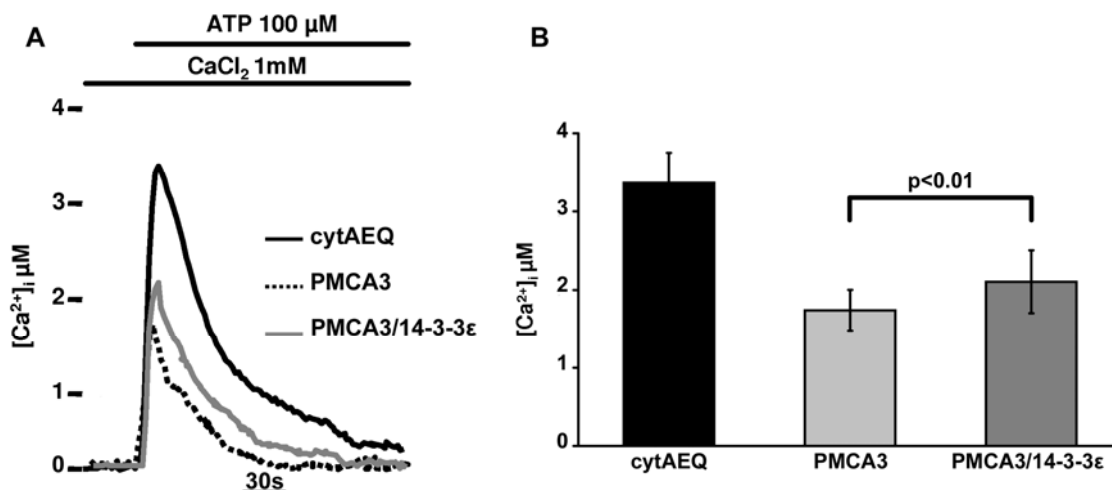 A
ATP 100 µM
CaCl2 1mM
4
3
2
1
0
[Ca2+]i µM
cytAEQ
PMCA3
PMCA3/14-3-3ε
30s
B
4
3
2
1
0
[Ca2+]i µM
p<0.01
cytAEQ
PMCA3
PMCA3/14-3-3ε